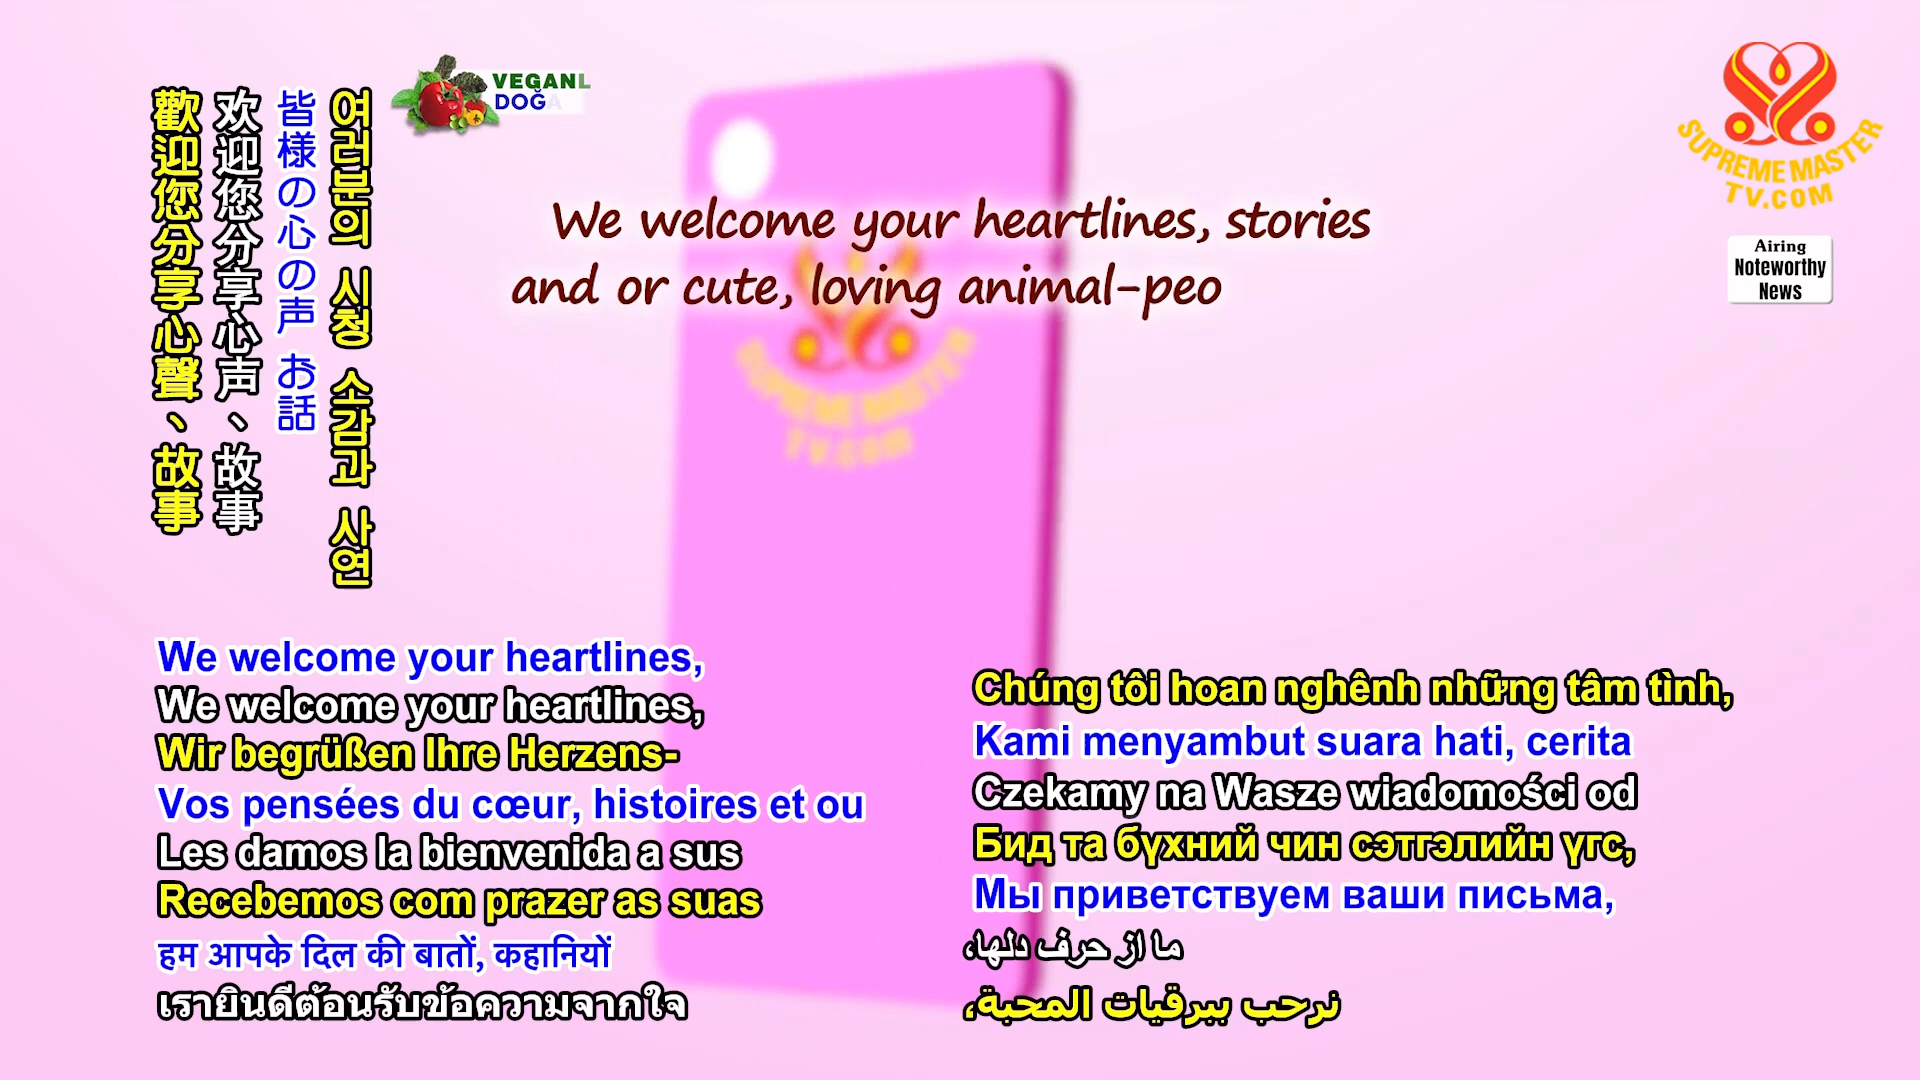 歡迎您分享心聲、故事
欢迎您分享心声、故事
皆様の心の声 お話
여러분의 시청 소감과 사연
VEGANL
DOĞA
SUPREME MASTER
TV.COM
Airing
Noteworthy
News
We welcome your heartlines, stories
and or cute, loving animal-peo
SUPREME MASTER
TV.COM
We welcome your heartlines,
We welcome your heartlines,
Wir begrüßen Ihre Herzens-
Vos pensées du cœur, histoires et ou
Les damos la bienvenida a sus
Recebemos com prazer as suas
हम आपके दिल की बातों, कहानियों
เรายินดีต้อนรับข้อความจากใจ
Chúng tôi hoan nghênh những tâm tình,
Kami menyambut suara hati, cerita
Czekamy na Wasze wiadomości od
Бид та бүхний чин сэтгэлийн үгс,
Мы приветствуем ваши письма,
ما از حرف دلها،
نرحب ببرقيات المحبة،